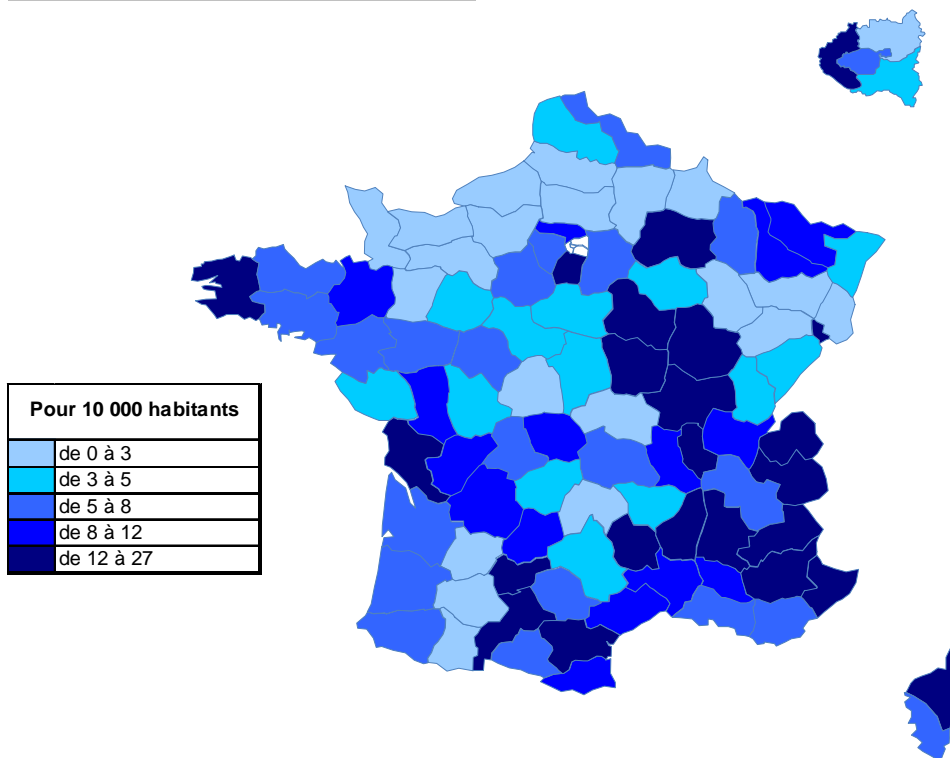 Pour 10 000 habitants
de 0 à 3
de 3 à 5
de 5 à 8
de 8 à 12
de 12 à 27